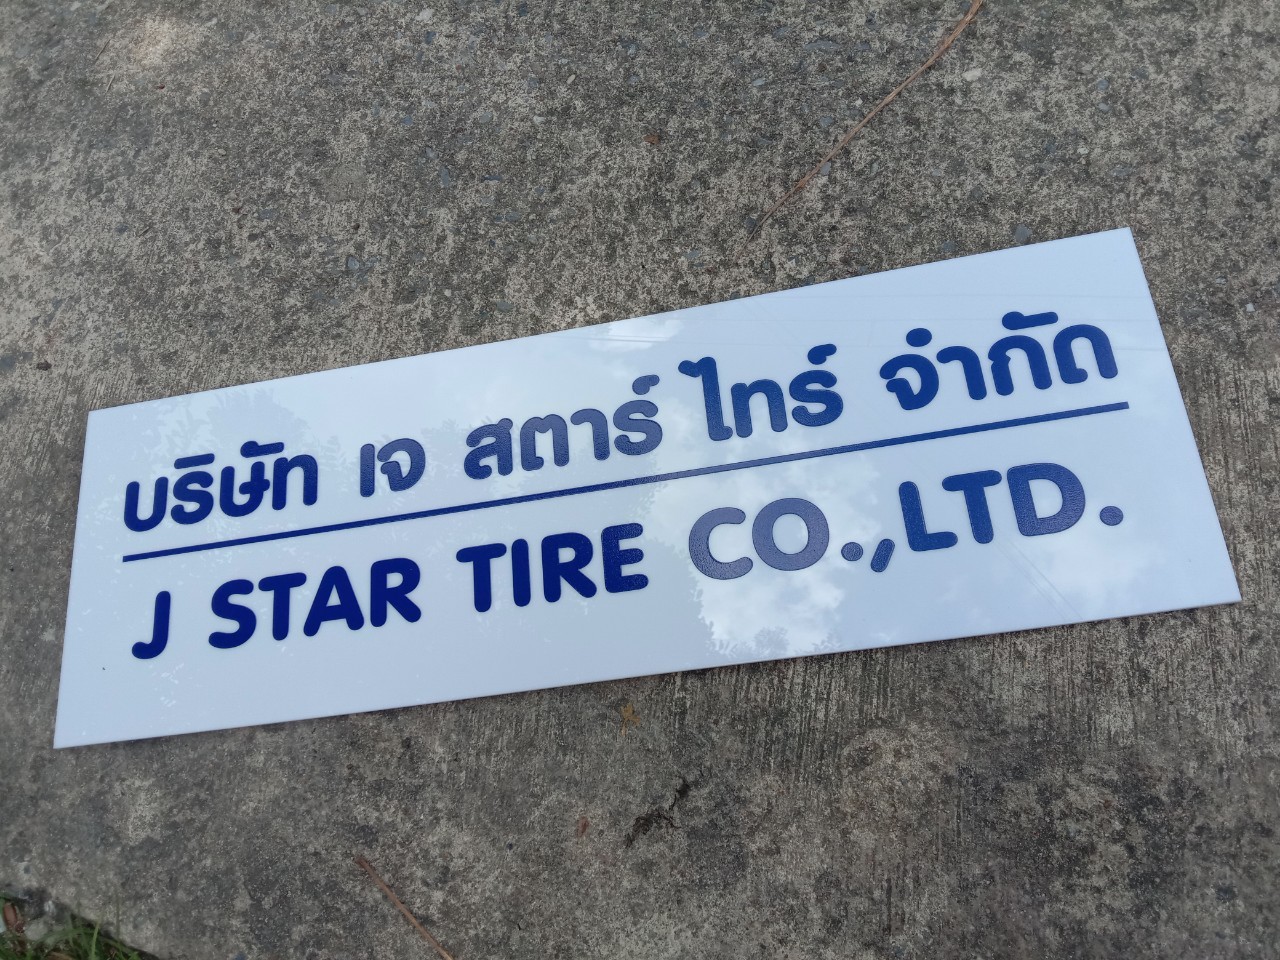 บริษัท เจ สตาร์ ไทร์ จำกัด
J STAR TIRE CO.,LTD.